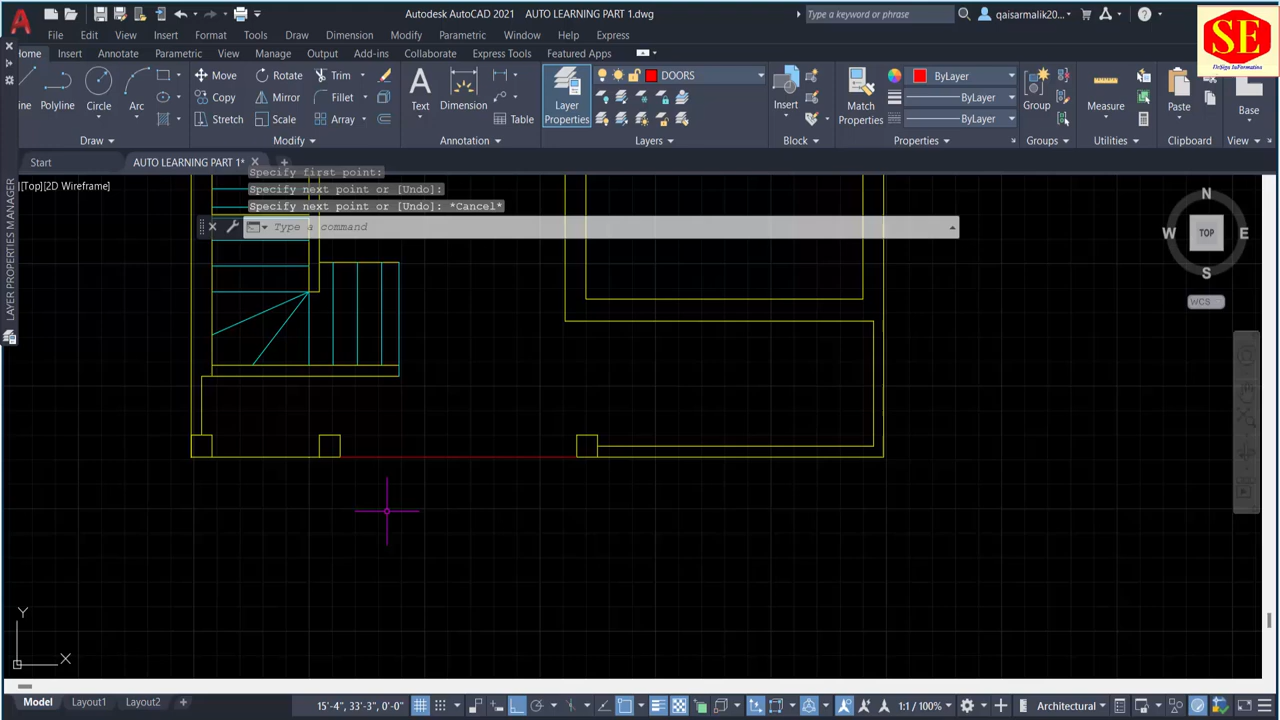 Autodesk AutoCAD 2021 AUTO LEARNING PART 1.dwg
Type a keyword or phrase
qaisarmalik20...
SE
DeSign InFormation
File Edit View Insert Format Tools Draw Dimension Modify Parametric Window Help Express
Home Insert Annotate Parametric View Manage Output Add-ins Collaborate Express Tools Featured Apps
Polyline Circle Arc
Move Rotate Trim
Copy Mirror Fillet
Stretch Scale Array
Text Dimension Table
Layer Properties
DOORS
Insert
Match Properties
ByLayer
ByLayer
ByLayer
Group
Measure
Paste
Base
Draw Modify Annotation Layers Block Properties Groups Utilities Clipboard View
Start AUTO LEARNING PART 1*
[Top][2D Wireframe]
Specify first point:
Specify next point or [Undo]:
Specify next point or [Undo]: *Cancel*
Type a command
LAYER PROPERTIES MANAGER
N
W TOP E
S
WCS
Y
X
Model Layout1 Layout2
15'-4", 33'-3", 0'-0"
1:1 / 100%
Architectural